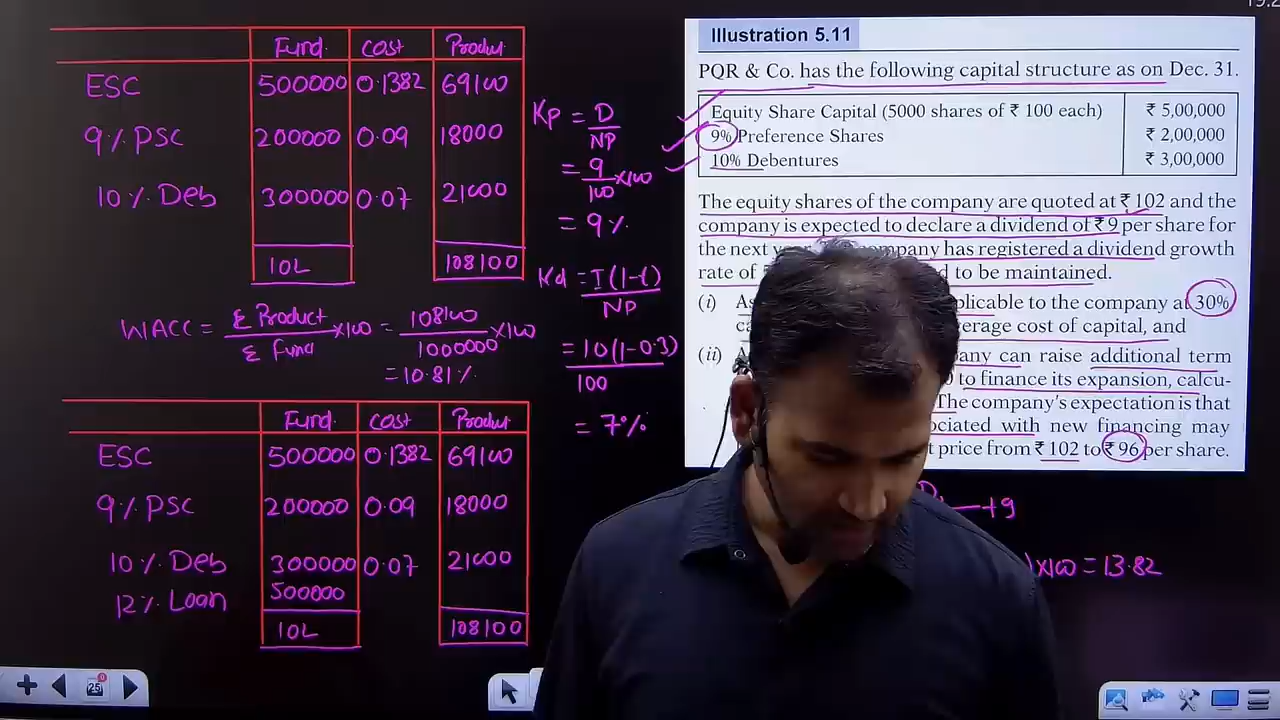 Fund Cost Product
ESC 500000 0.1382 69100
9% PSC 200000 0.09 18000
10% Deb 300000 0.07 21000
10L 108100
WACC = Σ Product / Σ Fund ×100 = 108100 / 1000000 ×100
= 10.81%
Fund Cost Product
ESC 500000 0.1382 69100
9% PSC 200000 0.09 18000
10% Deb 300000 0.07 21000
12% Loan 500000
10L 108100
Kp = D / NP
= 9 / 100 ×100
= 9%
Kd = I(1-t) / NP
= 10(1-0.3) / 100
= 7%
Illustration 5.11
PQR & Co. has the following capital structure as on Dec. 31.
Equity Share Capital (5000 shares of ₹ 100 each) ₹ 5,00,000
9% Preference Shares ₹ 2,00,000
10% Debentures ₹ 3,00,000
The equity shares of the company are quoted at ₹ 102 and the
company is expected to declare a dividend of ₹ 9 per share for
the next company has registered a dividend growth
rate of to be maintained.
(i) applicable to the company at 30%
cost of capital, and
(ii) can raise additional term
to finance its expansion, calcu-
The company's expectation is that
with new financing may
price from ₹ 102 to ₹ 96 per share.
+g
×100 = 13.82
25